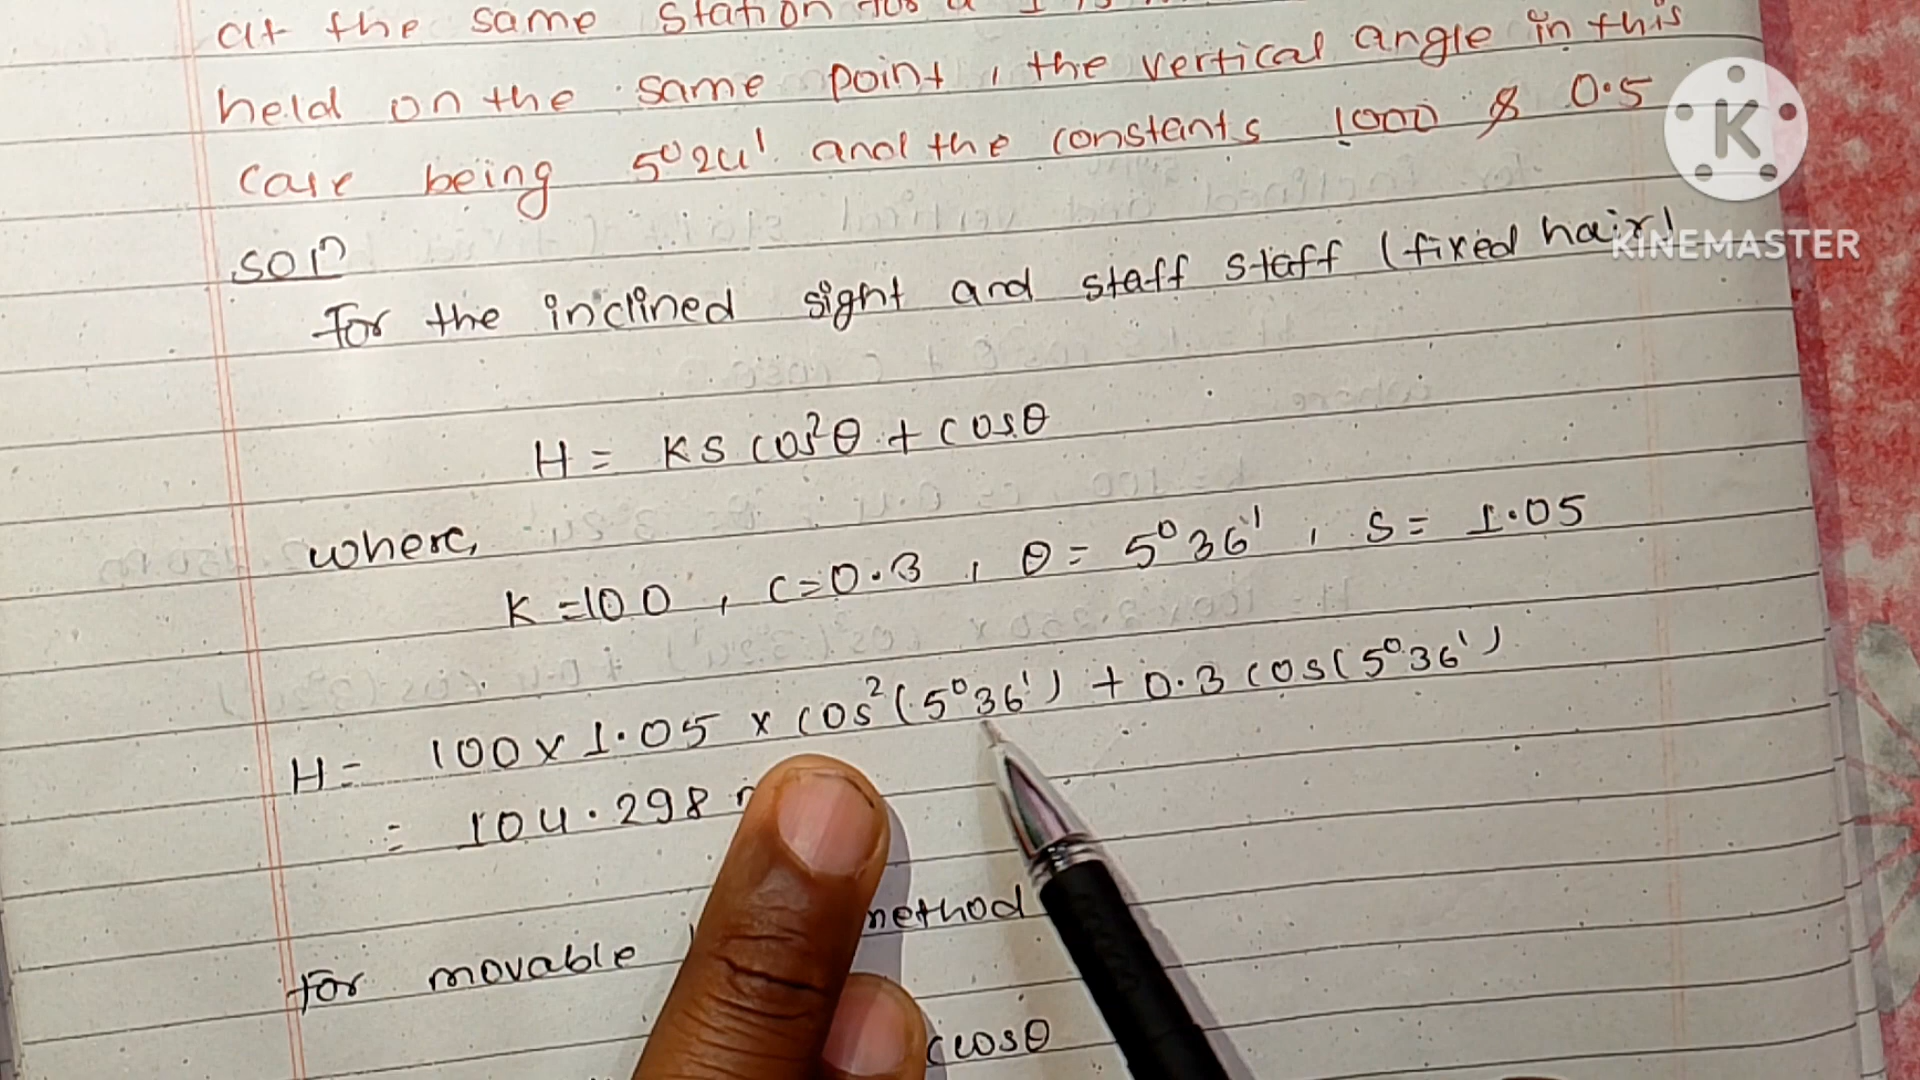 at the same station for a
held on the same point, the vertical angle in this
case being 5°24' and the constants 1000 & 0.5
K
KINEMASTER
Soln
For the inclined sight and staff staff (fixed hair)
H = KS cos²θ + cosθ
where,
K = 100, C = 0.3, θ = 5°36', S = 1.05
H = 100 x 1.05 x cos²(5°36') + 0.3 cos(5°36')
= 104.298
For movable method
ccosθ